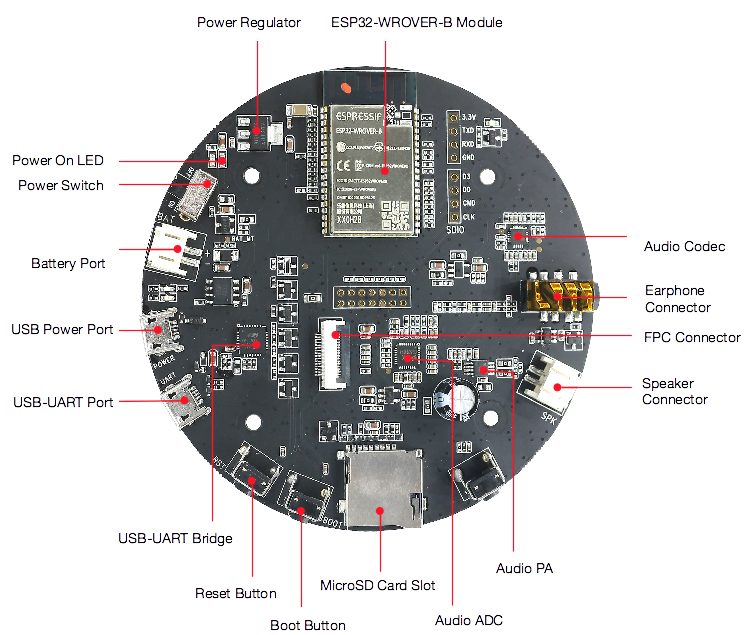 Power Regulator
ESP32-WROVER-B Module
ESPRESSIF
ESP32-WROVER-B
3.3V
TXD
RXD
GND
Power On LED
Power Switch
D3
D0
CMD
CLK
SDIO
BAT
BAT_MT
Audio Codec
Battery Port
Earphone
Connector
USB Power Port
POWER
FPC Connector
UART
USB-UART Port
Speaker
Connector
SPK
RST
BOOT
USB-UART Bridge
Audio PA
Reset Button
MicroSD Card Slot
Boot Button
Audio ADC